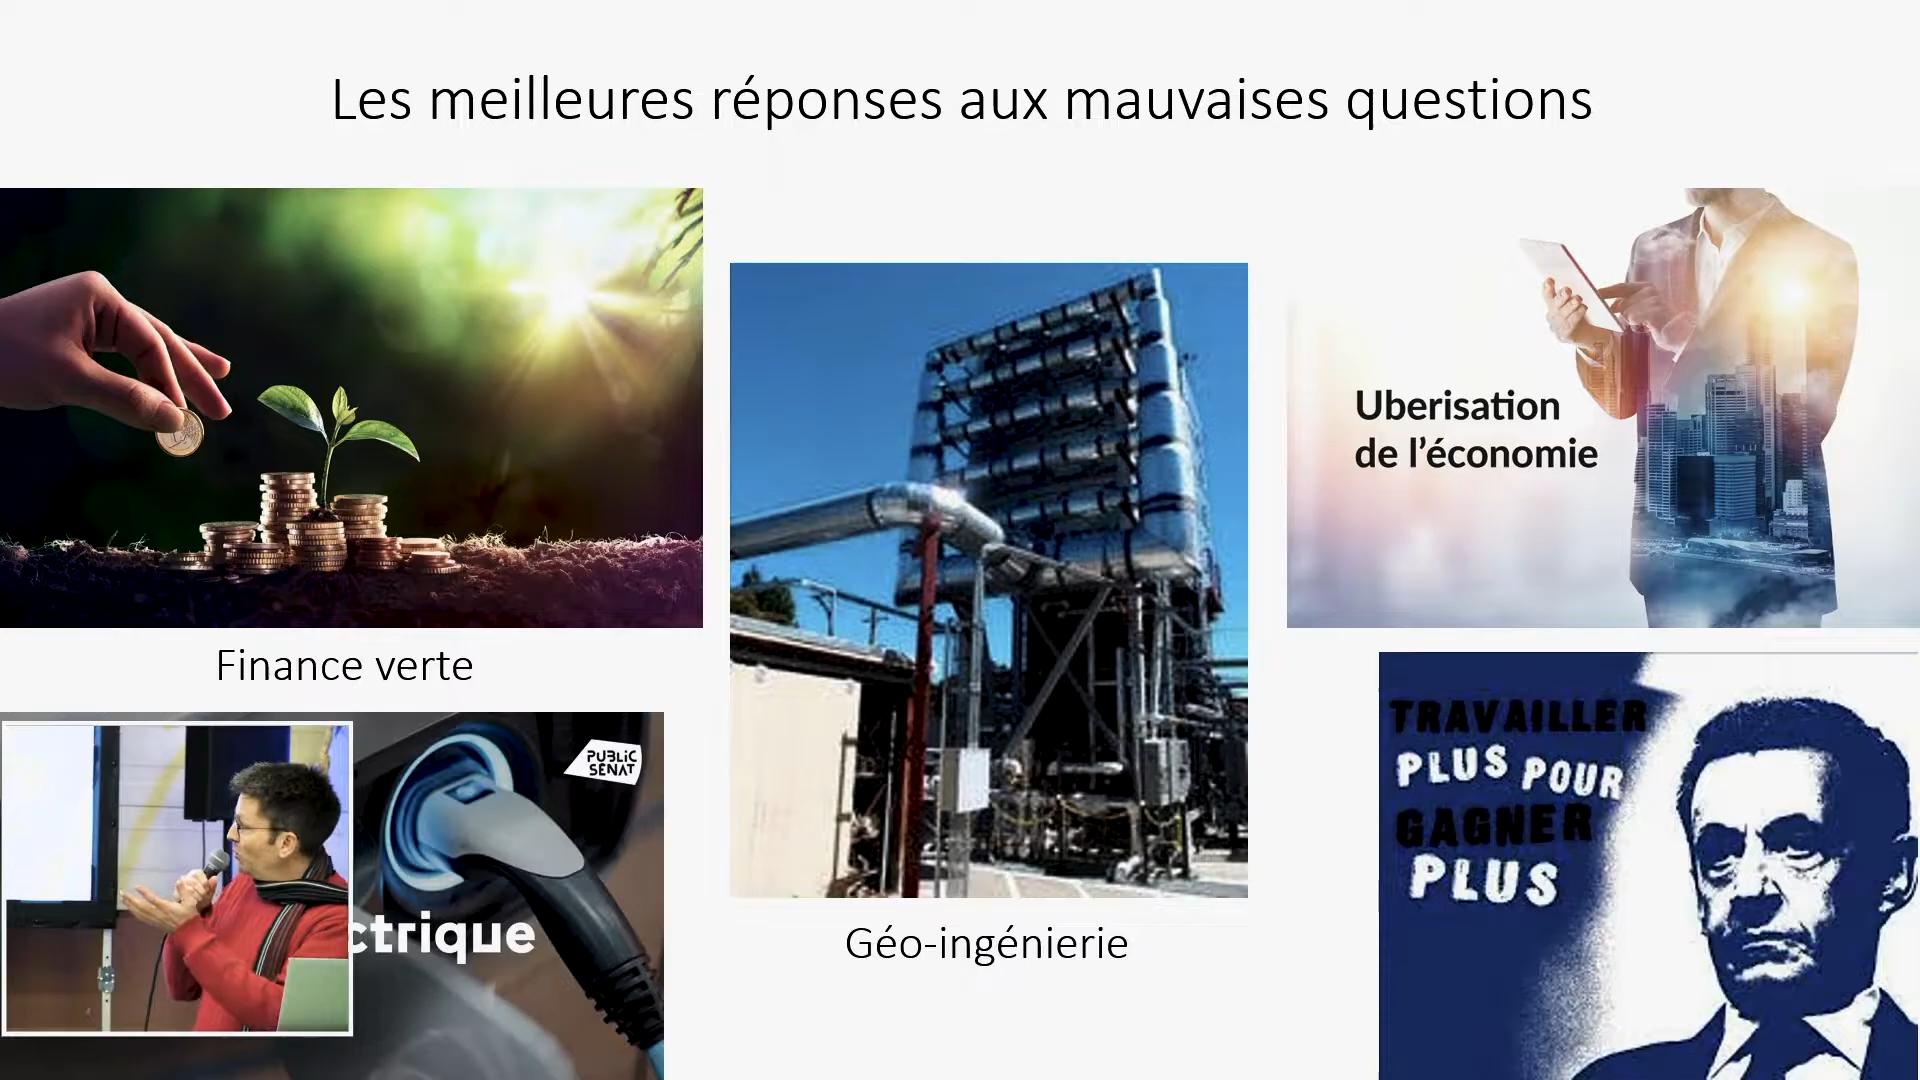 Les meilleures réponses aux mauvaises questions
Uberisation
de l'économie
Finance verte
PUBLIC
SÉNAT
ctrique
Géo-ingénierie
TRAVAILLER
PLUS POUR
GAGNER
PLUS